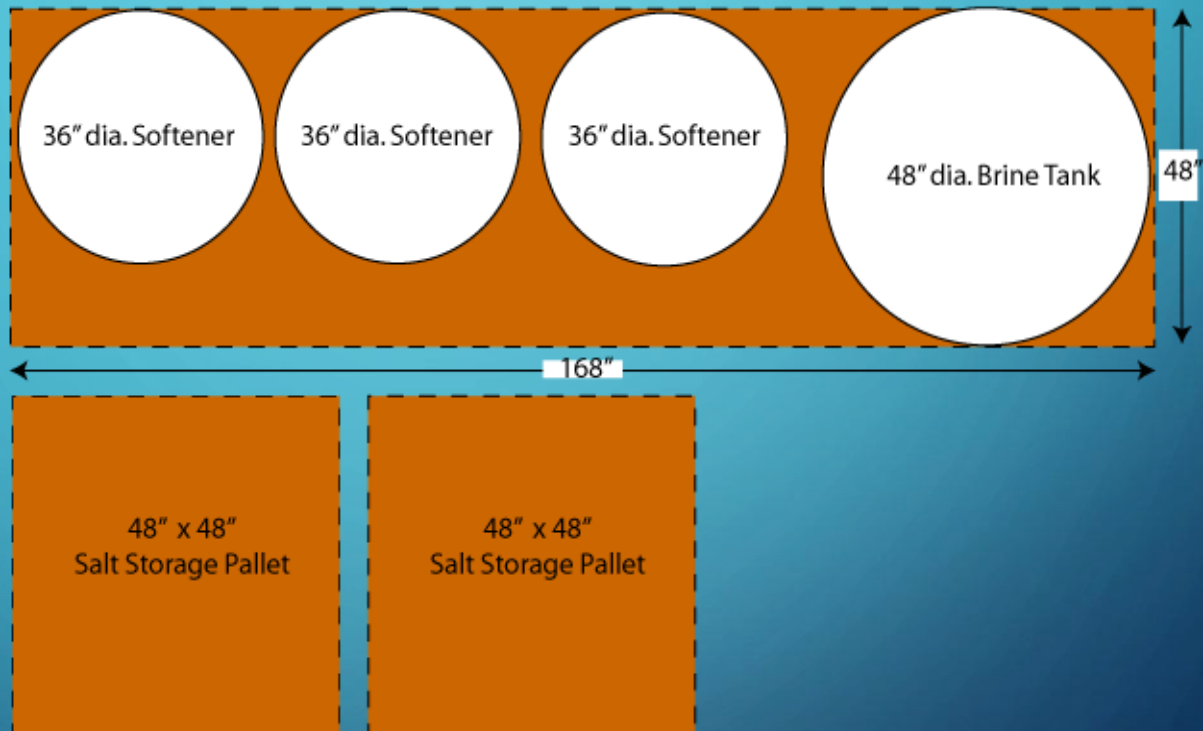 36” dia. Softener
36” dia. Softener
36” dia. Softener
48” dia. Brine Tank
48”
168”
48” x 48”
Salt Storage Pallet
48” x 48”
Salt Storage Pallet